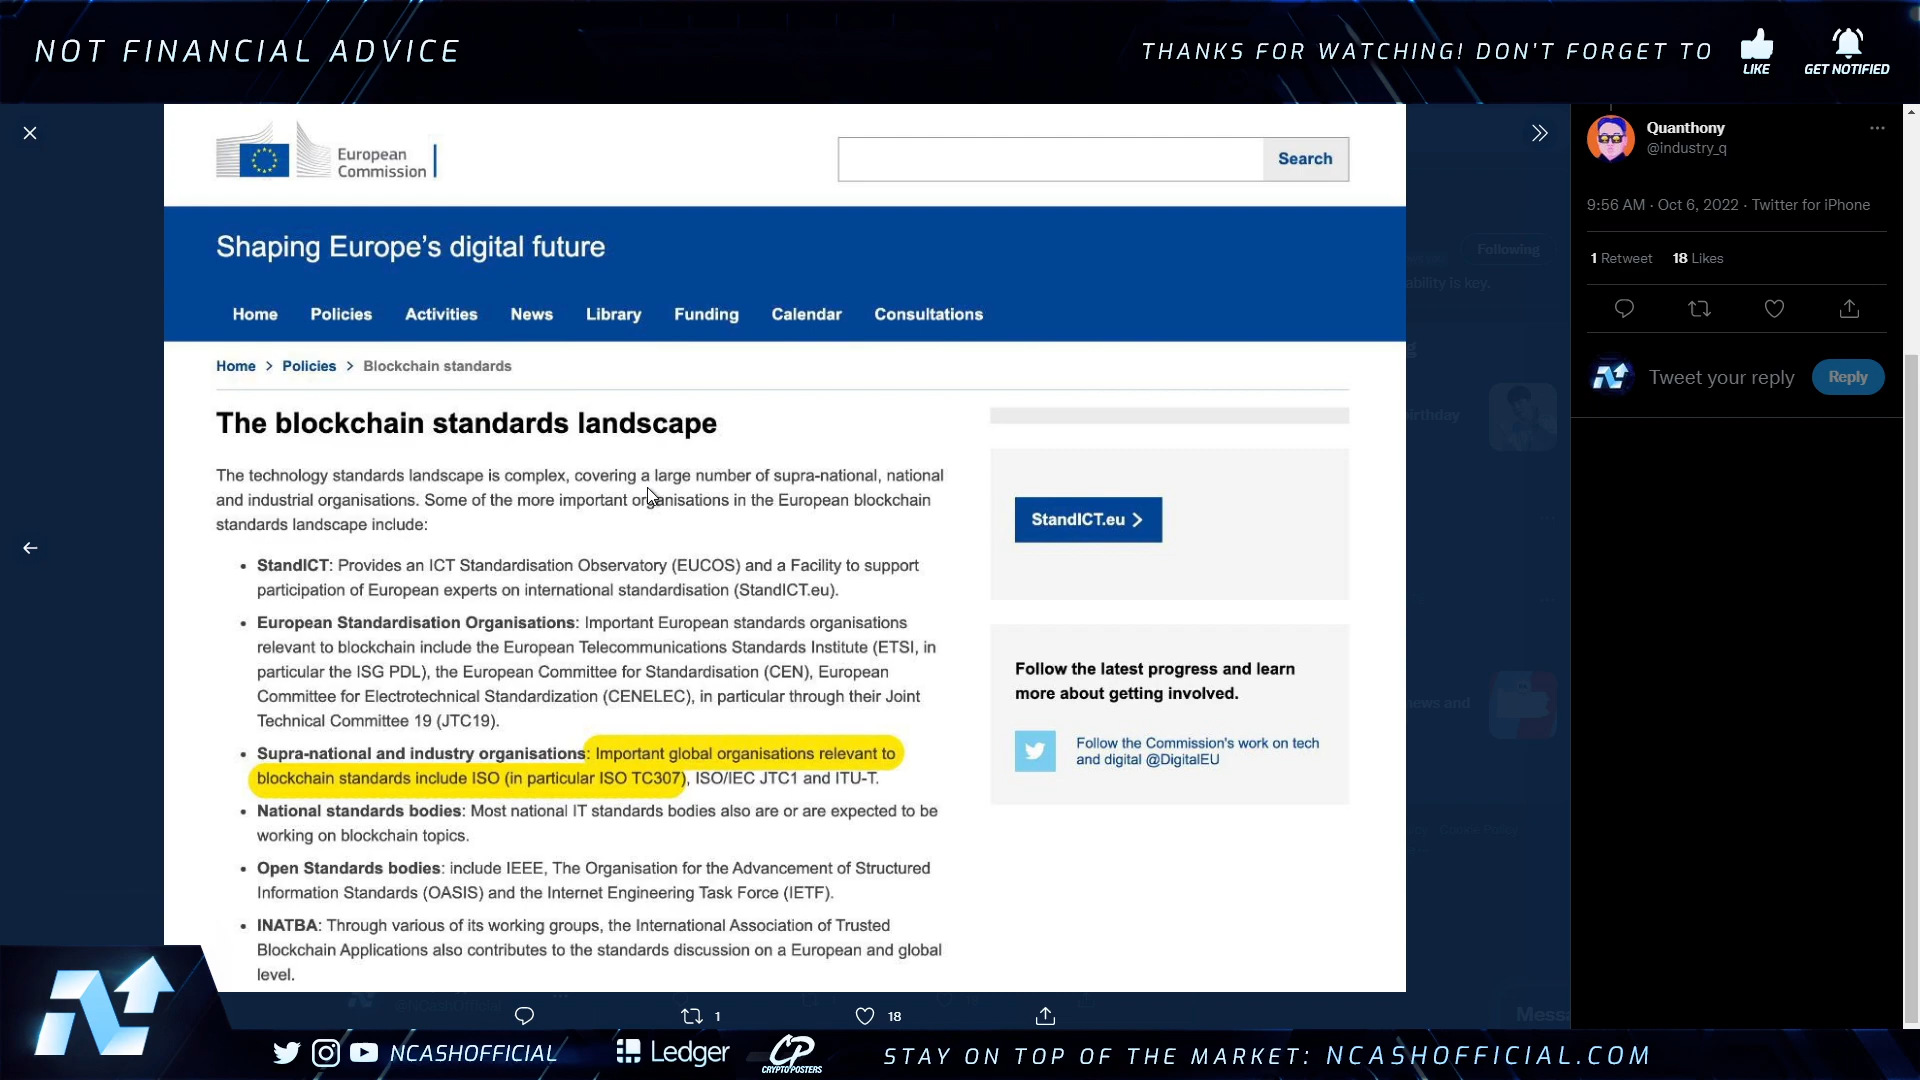 NOT FINANCIAL ADVICE
THANKS FOR WATCHING! DON'T FORGET TO
LIKE
GET NOTIFIED
European
Commission
Search
Shaping Europe's digital future
Home Policies Activities News Library Funding Calendar Consultations
Home > Policies > Blockchain standards
The blockchain standards landscape
The technology standards landscape is complex, covering a large number of supra-national, national
and industrial organisations. Some of the more important organisations in the European blockchain
standards landscape include:
• StandICT: Provides an ICT Standardisation Observatory (EUCOS) and a Facility to support
participation of European experts on international standardisation (StandICT.eu).
• European Standardisation Organisations: Important European standards organisations
relevant to blockchain include the European Telecommunications Standards Institute (ETSI, in
particular the ISG PDL), the European Committee for Standardisation (CEN), European
Committee for Electrotechnical Standardization (CENELEC), in particular through their Joint
Technical Committee 19 (JTC19).
• Supra-national and industry organisations: Important global organisations relevant to
blockchain standards include ISO (in particular ISO TC307), ISO/IEC JTC1 and ITU-T.
• National standards bodies: Most national IT standards bodies also are or are expected to be
working on blockchain topics.
• Open Standards bodies: include IEEE, The Organisation for the Advancement of Structured
Information Standards (OASIS) and the Internet Engineering Task Force (IETF).
• INATBA: Through various of its working groups, the International Association of Trusted
Blockchain Applications also contributes to the standards discussion on a European and global
level.
StandICT.eu >
Follow the latest progress and learn
more about getting involved.
Follow the Commission's work on tech
and digital @DigitalEU
Following
ability is key.
birthday
news and
Cookie Policy
@NCashOfficial
1 18
Quanthony
@industry_q
9:56 AM · Oct 6, 2022 · Twitter for iPhone
1 Retweet 18 Likes
Tweet your reply
Reply
NCASHOFFICIAL
Ledger
CP
CRYPTO POSTERS
STAY ON TOP OF THE MARKET: NCASHOFFICIAL.COM